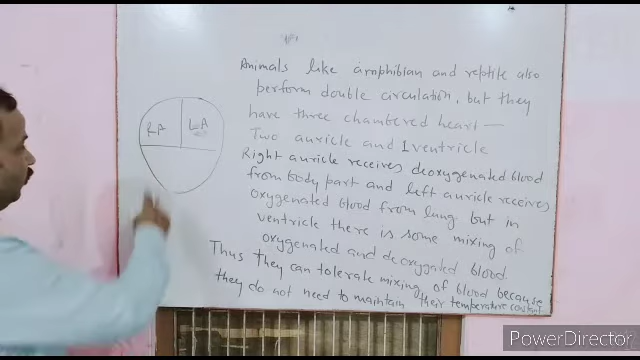 RA LA
Animals like amphibian and reptile also
perform double circulation, but they
have three chambered heart —
Two auricle and 1 ventricle
Right auricle receives deoxygenated blood
from body part and left auricle receives
oxygenated blood from lung but in
ventricle there is some mixing of
oxygenated and deoxygated blood
Thus they can tolerate mixing of blood because
they do not need to maintain their temperature constant
PowerDirector